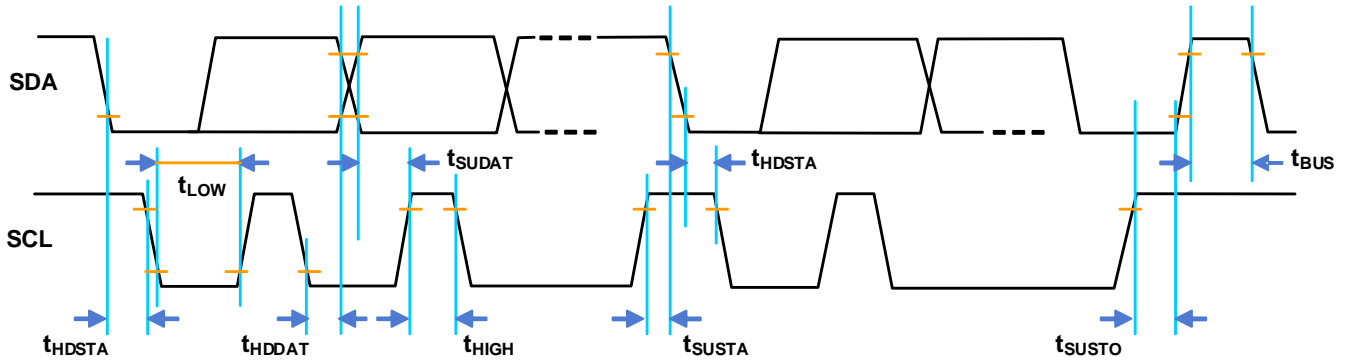 SDA
tSUDAT
tHDSTA
tBUS
tLOW
SCL
tHDSTA
tHDDAT
tHIGH
tSUSTA
tSUSTO